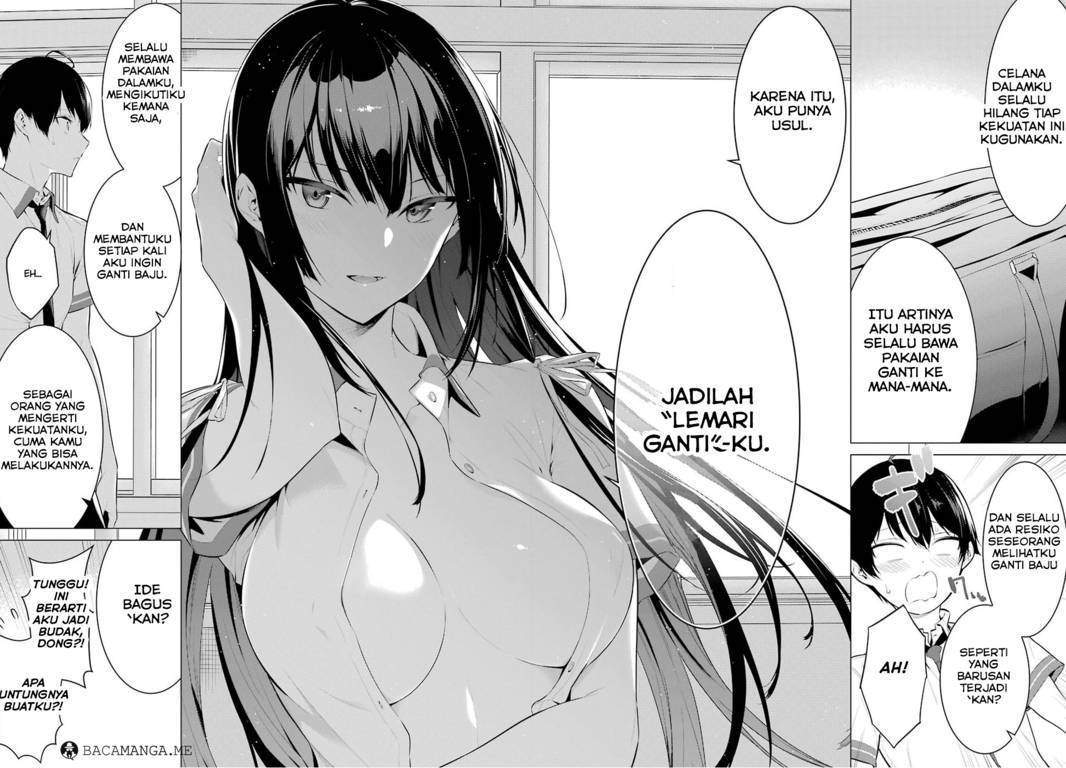 CELANA
DALAMKU
SELALU
HILANG TIAP
KEKUATAN INI
KUGUNAKAN.
ITU ARTINYA
AKU HARUS
SELALU BAWA
PAKAIAN
GANTI KE
MANA-MANA.
DAN SELALU
ADA RESIKO
SESEORANG
MELIHATKU
GANTI BAJU
SEPERTI
YANG
BARUSAN
TERJADI
'KAN?
AH!
KARENA ITU,
AKU PUNYA
USUL.
JADILAH
"LEMARI
GANTI"-KU.
SELALU
MEMBAWA
PAKAIAN
DALAMKU,
MENGIKUTIKU
KEMANA
SAJA,
DAN
MEMBANTUKU
SETIAP KALI
AKU INGIN
GANTI BAJU.
EH...
SEBAGAI
ORANG YANG
MENGERTI
KEKUATANKU,
CUMA KAMU
YANG BISA
MELAKUKANNYA.
IDE
BAGUS
'KAN?
TUNGGU!
INI
BERARTI
AKU JADI
BUDAK,
DONG?!
APA
UNTUNGNYA
BUATKU?!
BACAMANGA.ME